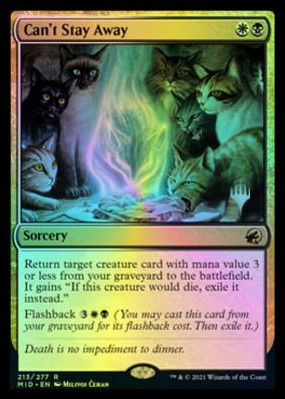 Can't Stay Away
Sorcery
Return target creature card with mana value 3
or less from your graveyard to the battlefield.
It gains "If this creature would die, exile it
instead."
Flashback 3 (You may cast this card from
your graveyard for its flashback cost. Then exile it.)
Death is no impediment to dinner.
213/277 R
MID • EN Milivoj Ćeran
™ & © 2021 Wizards of the Coast